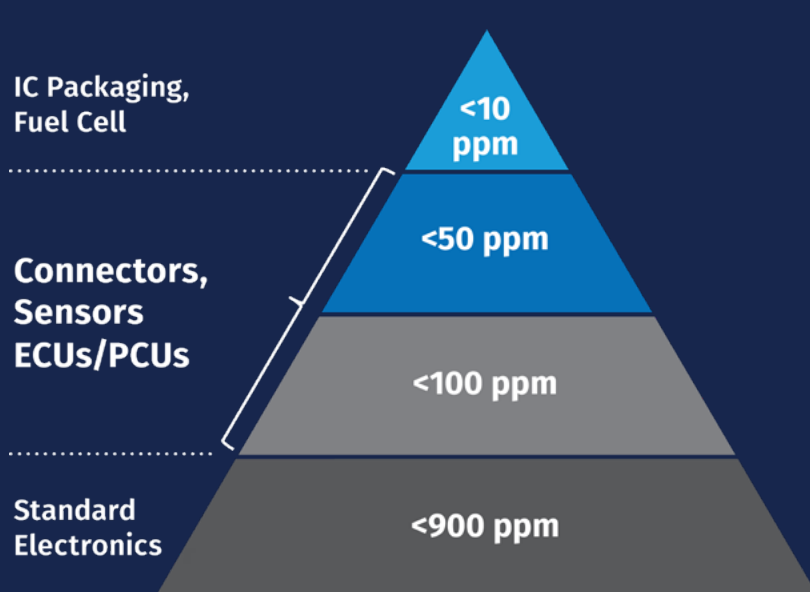 IC Packaging,
Fuel Cell
<10
ppm
Connectors,
Sensors
ECUs/PCUs
<50 ppm
<100 ppm
Standard
Electronics
<900 ppm